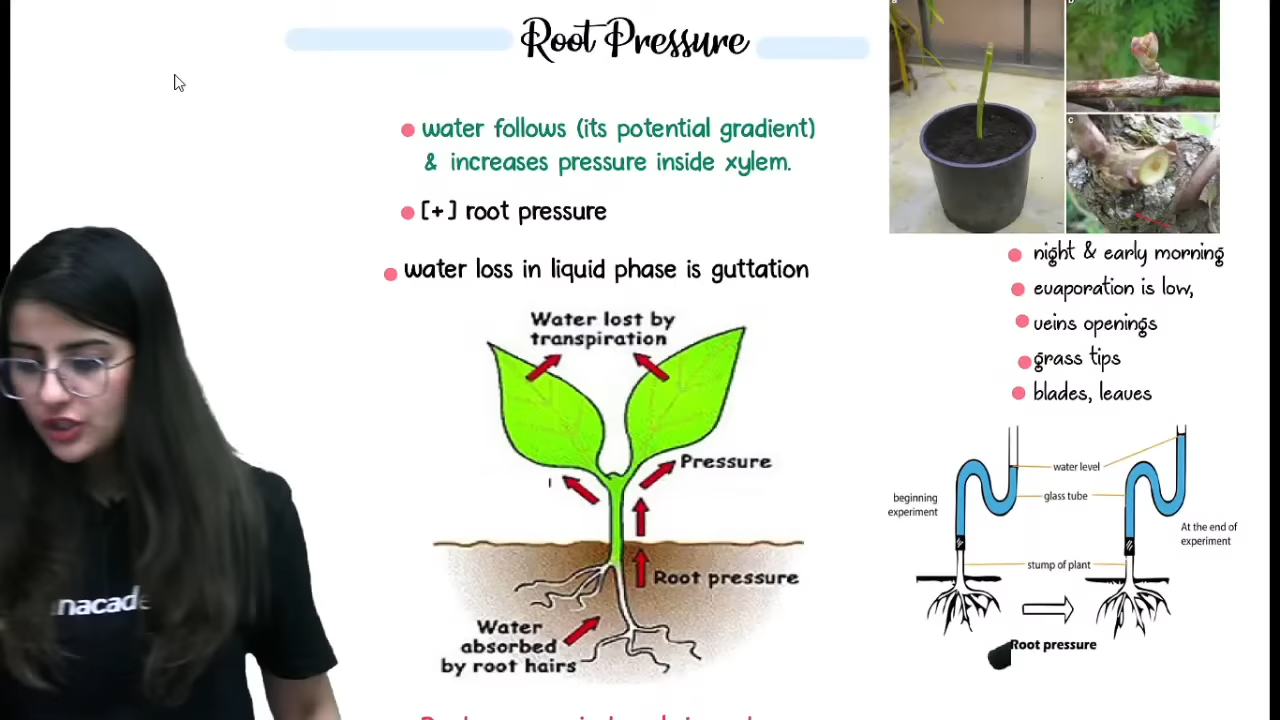 Root Pressure
water follows (its potential gradient)
& increases pressure inside xylem.
[+] root pressure
water loss in liquid phase is guttation
Water lost by
transpiration
Pressure
Root pressure
Water
absorbed
by root hairs
a
c
night & early morning
evaporation is low,
veins openings
grass tips
blades, leaves
water level
glass tube
beginning
experiment
At the end of
experiment
stump of plant
Root pressure